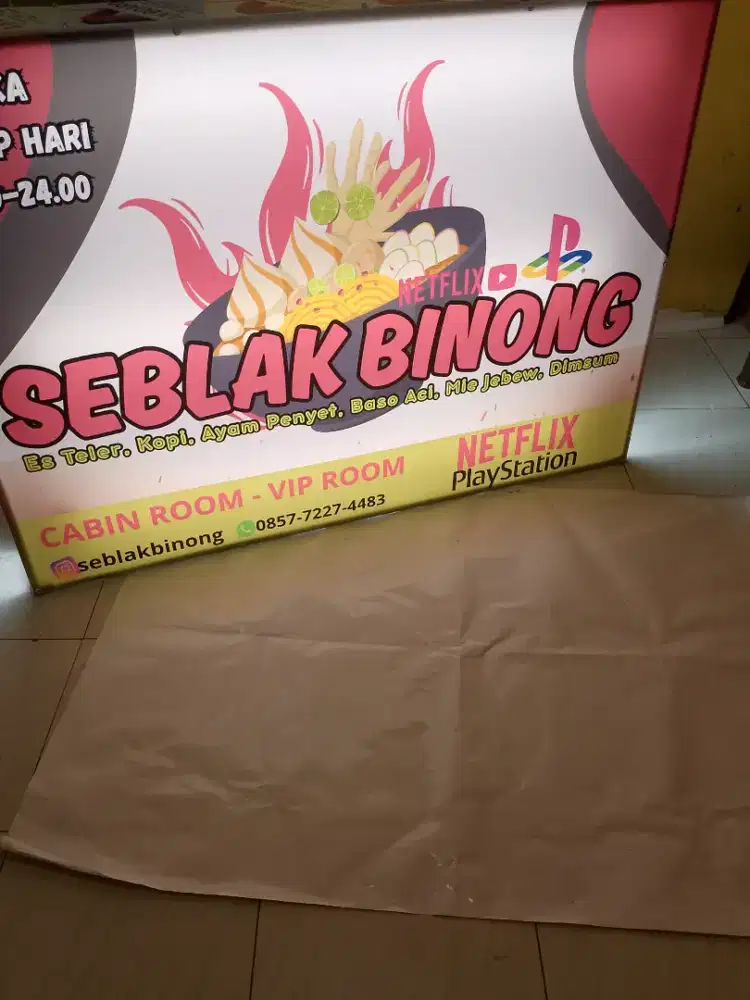 HARI
-24.00
NETFLIX
SEBLAK BINONG
Es Teler, Kopi, Ayam Penyet, Baso Aci, Mie Jebew, Dimsum
CABIN ROOM - VIP ROOM
NETFLIX
PlayStation
seblakbinong
0857-7227-4483